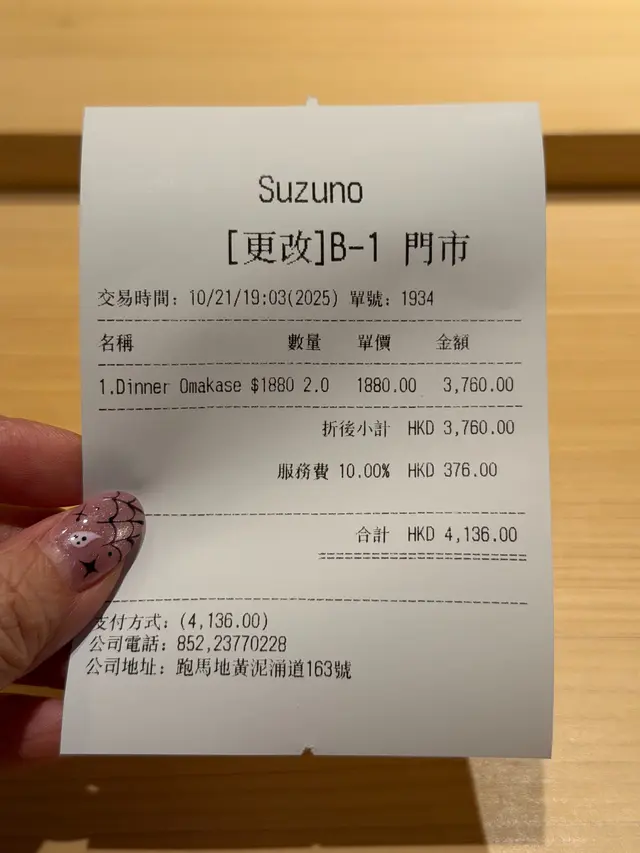 Suzuno
[更改]B-1 門市
交易時間: 10/21/19:03(2025) 單號: 1934
名稱 數量 單價 金額
1.Dinner Omakase $1880 2.0 1880.00 3,760.00
折後小計 HKD 3,760.00
服務費 10.00% HKD 376.00
合計 HKD 4,136.00
支付方式: (4,136.00)
公司電話: 852,23770228
公司地址: 跑馬地黃泥涌道163號